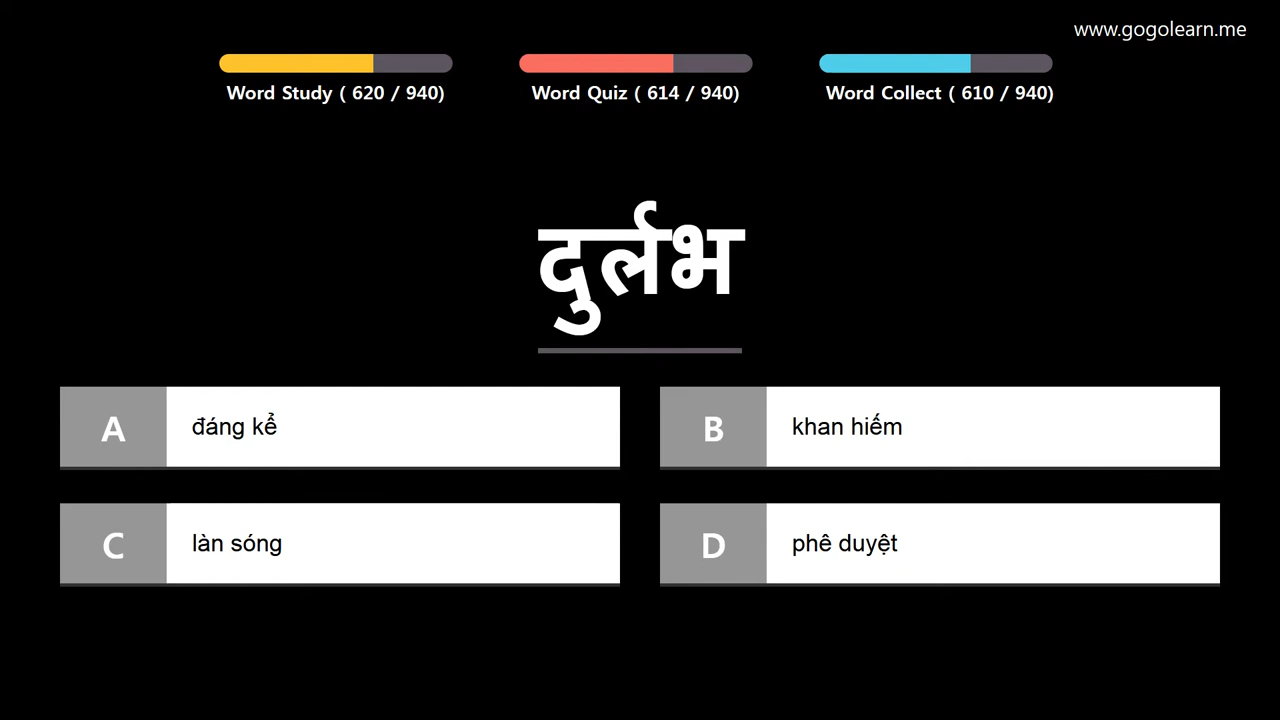 www.gogolearn.me
Word Study ( 620 / 940)
Word Quiz ( 614 / 940)
Word Collect ( 610 / 940)
दुर्लभ
A đáng kể
B khan hiếm
C làn sóng
D phê duyệt